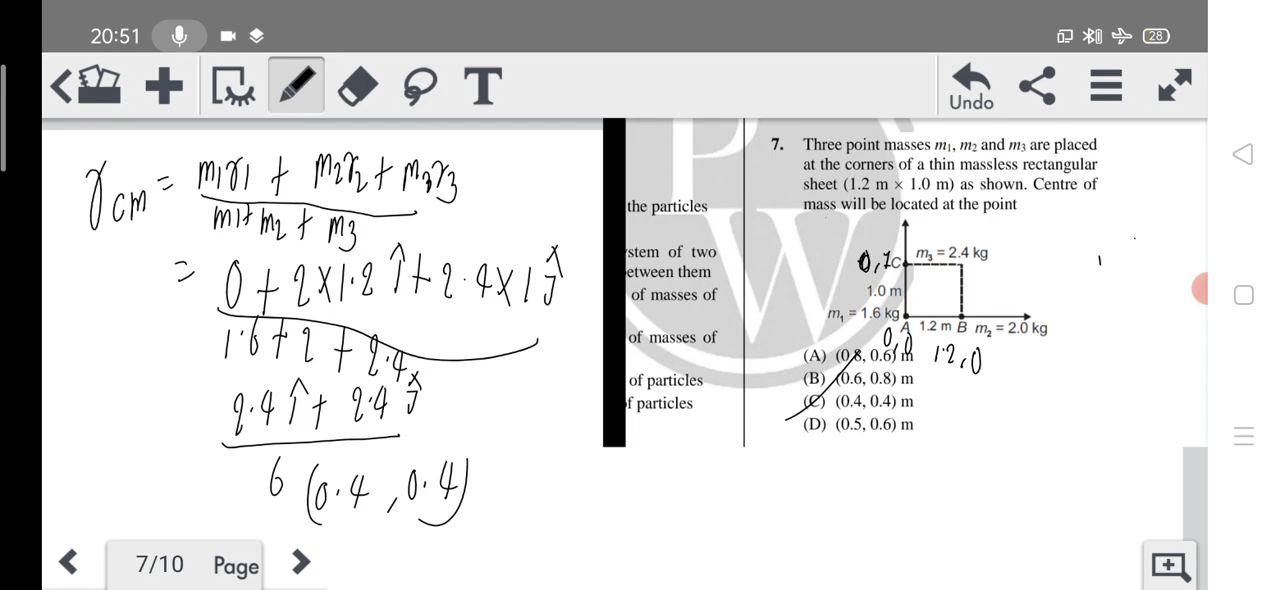 20:51
28
T
Undo
r cm = m1r1 + m2r2 + m3r3
m1 + m2 + m3
= 0 + 2×1.2 î + 2.4×1 ĵ
1.6 + 2 + 2.4
2.4 î + 2.4 ĵ
6 (0.4, 0.4)
the particles
stem of two
etween them
of masses of
of masses of
of particles
f particles
PW
7. Three point masses m₁, m₂ and m₃ are placed
at the corners of a thin massless rectangular
sheet (1.2 m × 1.0 m) as shown. Centre of
mass will be located at the point
0,1 C m₃ = 2.4 kg
1.0 m
m₁ = 1.6 kg
A 1.2 m B m₂ = 2.0 kg
0,0 1.2,0
(A) (0.8, 0.6) m
(B) (0.6, 0.8) m
(C) (0.4, 0.4) m
(D) (0.5, 0.6) m
7/10 Page